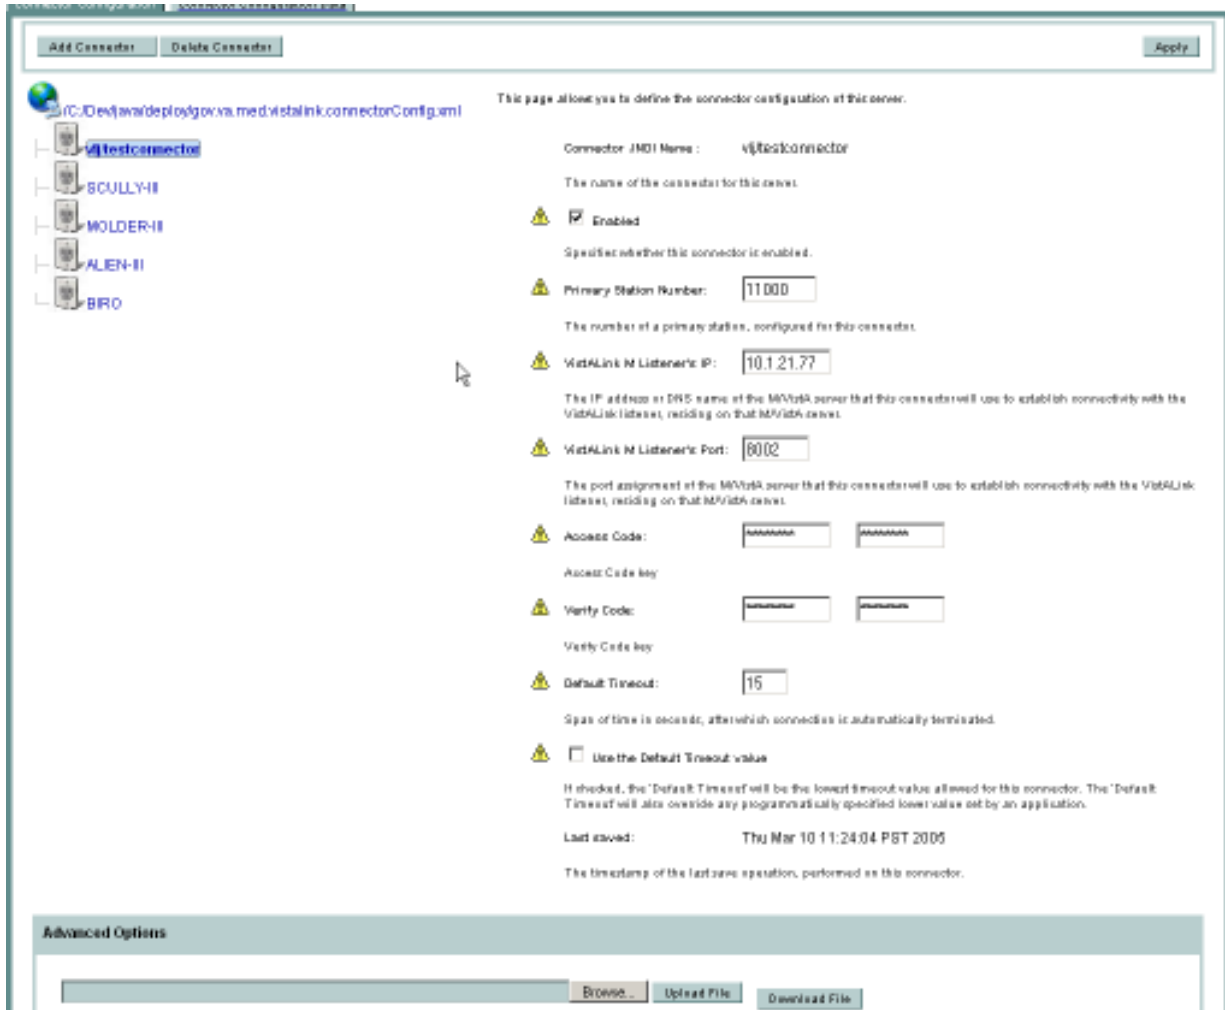 Connector Configuration
Add Connector Delete Connector Apply
/C:/Dev/java/deploy/gov.va.med.vistalink.connectorConfig.xml
vlj/testconnector
SCULLY-III
MOLDER-III
ALIEN-III
BIRO
This page allows you to define the connector configuration of this server.
Connector JNDI Name : vlj/testconnector
The name of the connector for this server.
Enabled
Specifies whether this connector is enabled.
Primary Station Number: 11000
The number of a primary station, configured for this connector.
VistALink M Listener's IP: 10.1.21.77
The IP address or DNS name of the M/VistA server that this connector will use to establish connectivity with the
VistALink listener, residing on that M/VistA server.
VistALink M Listener's Port: 8002
The port assignment of the M/VistA server that this connector will use to establish connectivity with the VistALink
listener, residing on that M/VistA server.
Access Code: ******** ********
Access Code key
Verify Code: ******** ********
Verify Code key
Default Timeout: 15
Span of time in seconds, after which connection is automatically terminated.
Use the Default Timeout value
If checked, the 'Default Timeout' will be the lowest timeout value allowed for this connector. The 'Default
Timeout' will also override any programmatically specified lower value set by an application.
Last saved: Thu Mar 10 11:24:04 PST 2005
The timestamp of the last save operation, performed on this connector.
Advanced Options
Browse... Upload File Download File